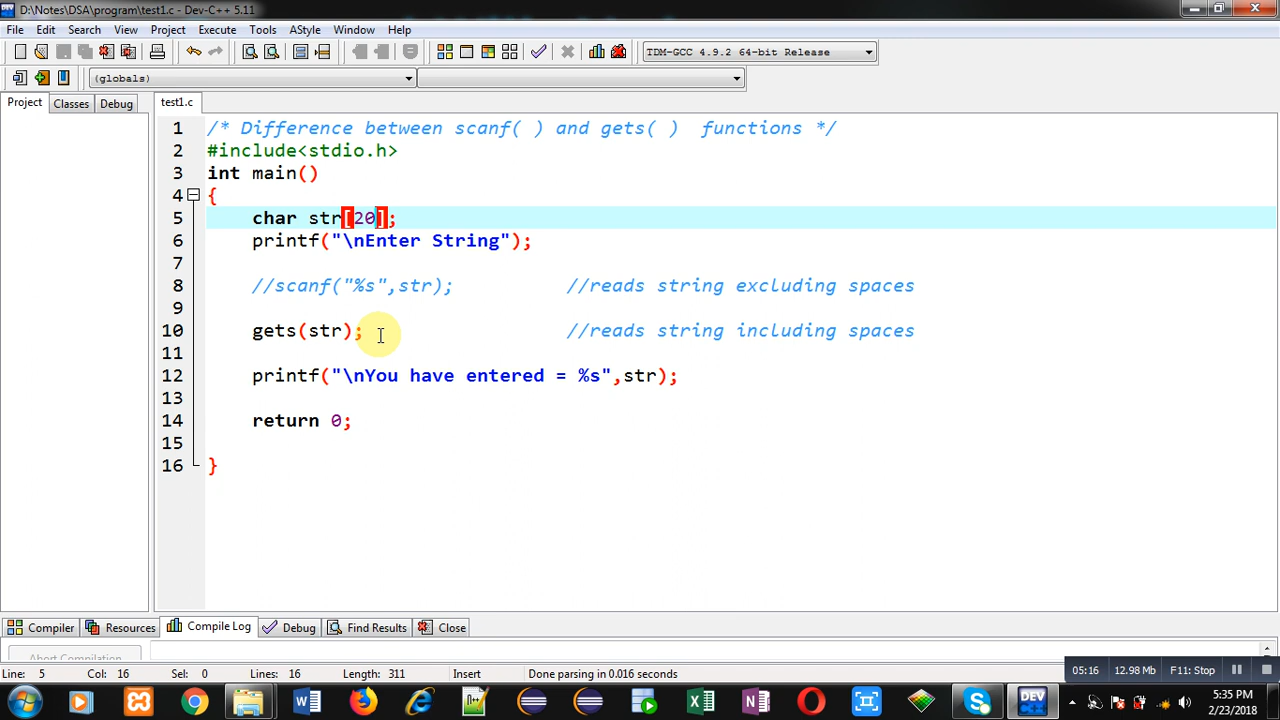 D:\Notes\DSA\program\test1.c - Dev-C++ 5.11
File Edit Search View Project Execute Tools AStyle Window Help
TDM-GCC 4.9.2 64-bit Release
(globals)
Project Classes Debug test1.c
1 /* Difference between scanf( ) and gets( )  functions */
2 #include<stdio.h>
3 int main()
4 {
5 char str[20];
6 printf("\nEnter String");
7
8 //scanf("%s",str); //reads string excluding spaces
9
10 gets(str); //reads string including spaces
11
12 printf("\nYou have entered = %s",str);
13
14 return 0;
15
16 }
Compiler Resources Compile Log Debug Find Results Close
Abort Compilation
Line: 5 Col: 16 Sel: 0 Lines: 16 Length: 311 Insert Done parsing in 0.016 seconds
05:16 12.98 Mb F11: Stop
DEV
5:35 PM
2/23/2018